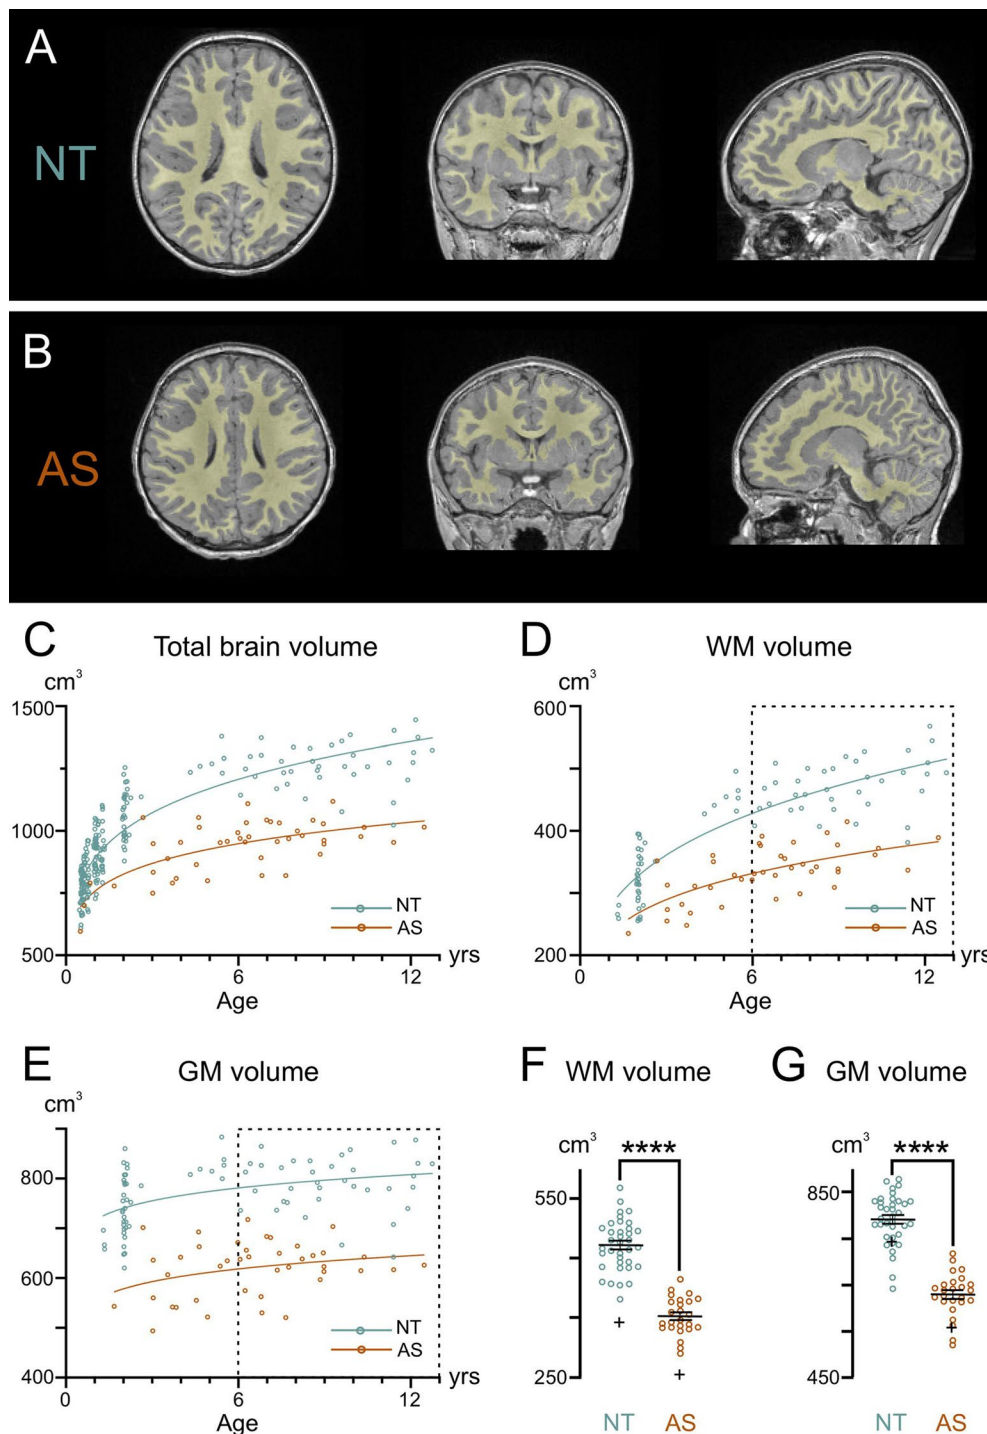 A
NT
B
AS
C Total brain volume
cm³
1500
1000
500
0 6 12 yrs
Age
NT
AS
D WM volume
cm³
600
400
200
0 6 12 yrs
Age
NT
AS
E GM volume
cm³
800
600
400
0 6 12 yrs
Age
NT
AS
F WM volume
cm³ ****
550
250
NT AS
G GM volume
cm³ ****
850
450
NT AS